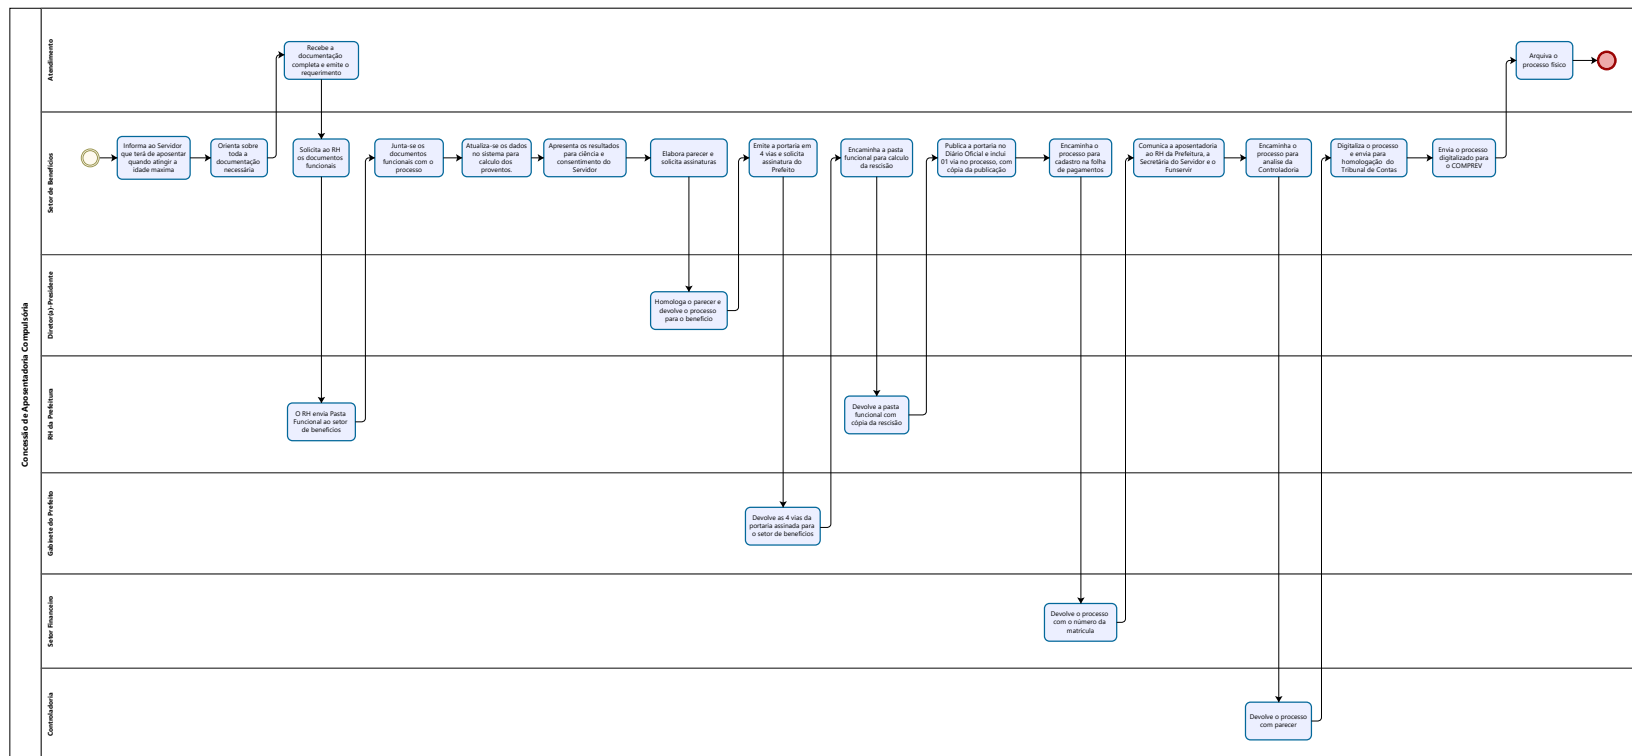 Concessão de Aposentadoria Compulsória
Atendimento
Recebe a
documentação
completa e emite o
requerimento
Arquiva o
processo físico
Setor de Benefícios
Informa ao Servidor
que terá de aposentar
quando atingir a
idade maxima
Orienta sobre
toda a
documentação
necessária
Solicita ao RH
os documentos
funcionais
Junta-se os
documentos
funcionais com o
processo
Atualiza-se os dados
no sistema para
calculo dos
proventos.
Apresenta os resultados
para ciência e
consentimento do
Servidor
Elabora parecer e
solicita assinaturas
Emite a portaria em
4 vias e solicita
assinatura do
Prefeito
Encaminha a pasta
funcional para calculo
da rescisão
Publica a portaria no
Diário Oficial e inclui
01 via no processo, com
cópia da publicação
Encaminha o
processo para
cadastro na folha
de pagamentos
Comunica a aposentadoria
ao RH da Prefeitura, a
Secretária do Servidor e o
Funservir
Encaminha o
processo para
analise da
Controladoria
Digitaliza o processo
e envia para
homologação do
Tribunal de Contas
Envia o processo
digitalizado para
o COMPREV
Diretor(a)-Presidente
Homologa o parecer e
devolve o processo
para o benefício
RH da Prefeitura
O RH envia Pasta
Funcional ao setor
de benefícios
Devolve a pasta
funcional com
cópia da rescisão
Gabinete do Prefeito
Devolve as 4 vias da
portaria assinada para
o setor de benefícios
Setor Financeiro
Devolve o processo
com o número da
matricula
Controladoria
Devolve o processo
com parecer